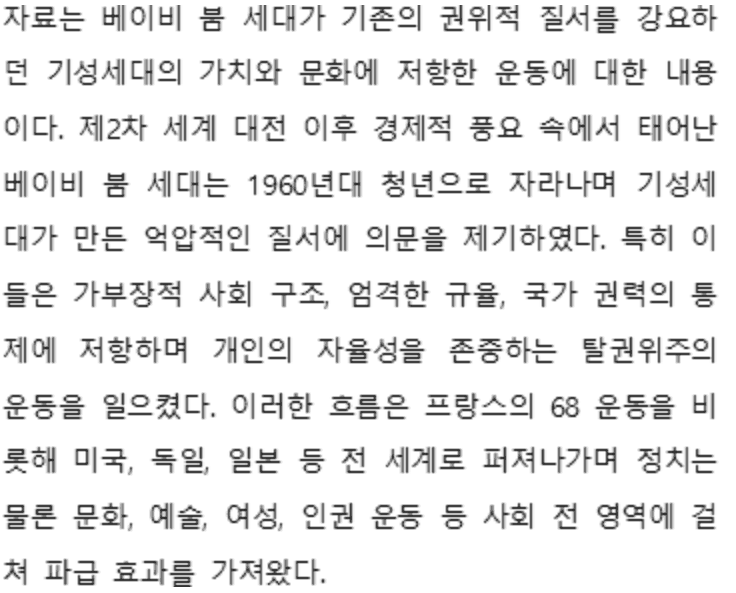 자료는 베이비 붐 세대가 기존의 권위적 질서를 강요하
던 기성세대의 가치와 문화에 저항한 운동에 대한 내용
이다. 제2차 세계 대전 이후 경제적 풍요 속에서 태어난
베이비 붐 세대는 1960년대 청년으로 자라나며 기성세
대가 만든 억압적인 질서에 의문을 제기하였다. 특히 이
들은 가부장적 사회 구조, 엄격한 규율, 국가 권력의 통
제에 저항하며 개인의 자율성을 존중하는 탈권위주의
운동을 일으켰다. 이러한 흐름은 프랑스의 68 운동을 비
롯해 미국, 독일, 일본 등 전 세계로 퍼져나가며 정치는
물론 문화, 예술, 여성, 인권 운동 등 사회 전 영역에 걸
쳐 파급 효과를 가져왔다.